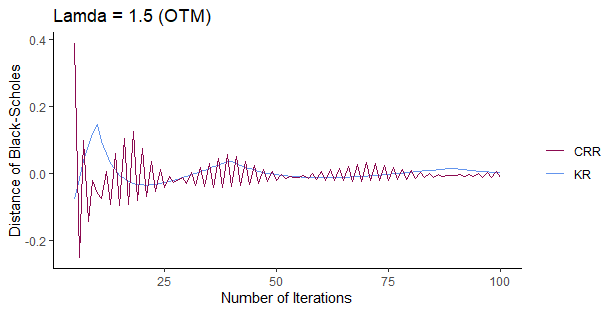 Lamda = 1.5 (OTM)
0.4
0.2
0.0
-0.2
Distance of Black-Scholes
25
50
75
100
Number of Iterations
CRR
KR